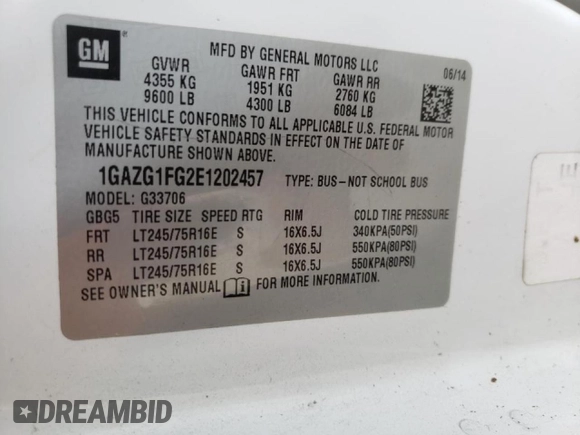 GM
MFD BY GENERAL MOTORS LLC
06/14
GVWR GAWR FRT GAWR RR
4355 KG 1951 KG 2760 KG
9600 LB 4300 LB 6084 LB
THIS VEHICLE CONFORMS TO ALL APPLICABLE U.S. FEDERAL MOTOR
VEHICLE SAFETY STANDARDS IN EFFECT ON THE DATE OF
MANUFACTURE SHOWN ABOVE.
1GAZG1FG2E1202457 TYPE: BUS–NOT SCHOOL BUS
MODEL: G33706
GBG5 TIRE SIZE SPEED RTG RIM COLD TIRE PRESSURE
FRT LT245/75R16E S 16X6.5J 340KPA(50PSI)
RR LT245/75R16E S 16X6.5J 550KPA(80PSI)
SPA LT245/75R16E S 16X6.5J 550KPA(80PSI)
SEE OWNER'S MANUAL FOR MORE INFORMATION.
DREAMBID